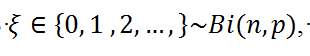 ξ ∈ {0, 1 ,2, … ,}~Bi(n, p),